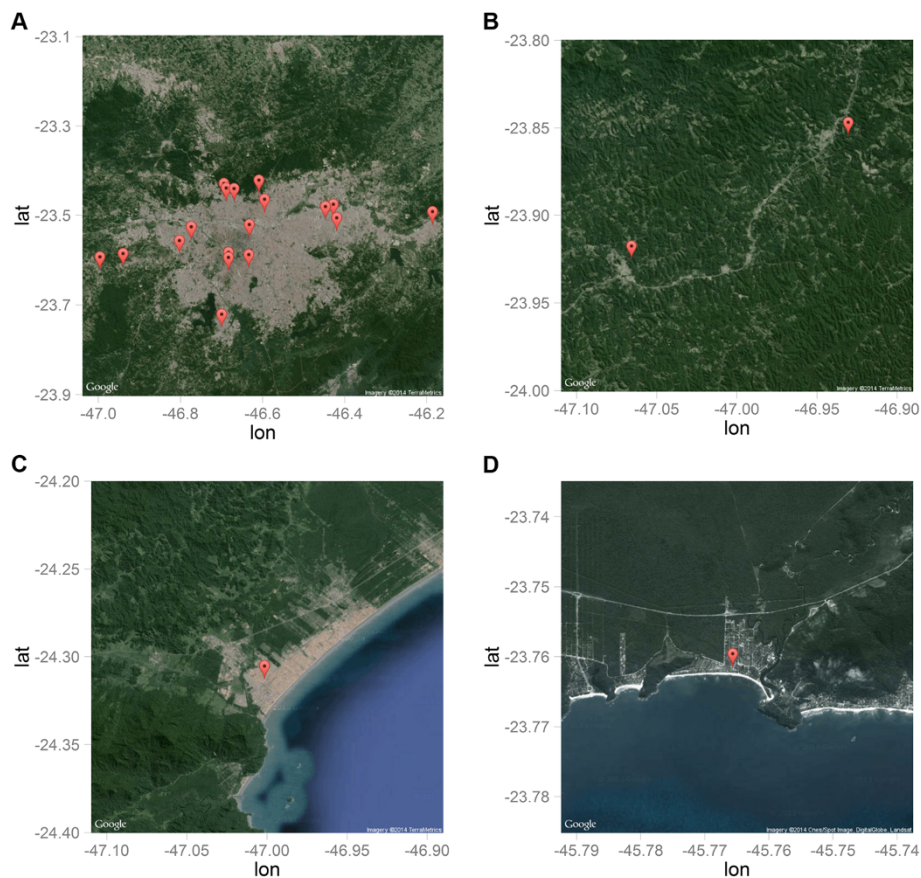 A
-23.1
-23.3
-23.5
-23.7
-23.9
lat
Google
Imagery ©2014 TerraMetrics
-47.0
-46.8
-46.6
-46.4
-46.2
lon
B
-23.80
-23.85
-23.90
-23.95
-24.00
lat
Google
Imagery ©2014 TerraMetrics
-47.10
-47.05
-47.00
-46.95
-46.90
lon
C
-24.20
-24.25
-24.30
-24.35
-24.40
lat
Google
Imagery ©2014 TerraMetrics
-47.10
-47.05
-47.00
-46.95
-46.90
lon
D
-23.74
-23.75
-23.76
-23.77
-23.78
lat
Google
Imagery ©2014 Cnes/Spot Image, DigitalGlobe, Landsat
-45.79
-45.78
-45.77
-45.76
-45.75
-45.74
lon